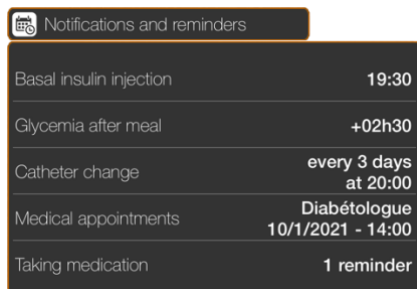 Notifications and reminders
Basal insulin injection 19:30
Glycemia after meal +02h30
Catheter change every 3 days
at 20:00
Medical appointments Diabétologue
10/1/2021 - 14:00
Taking medication 1 reminder